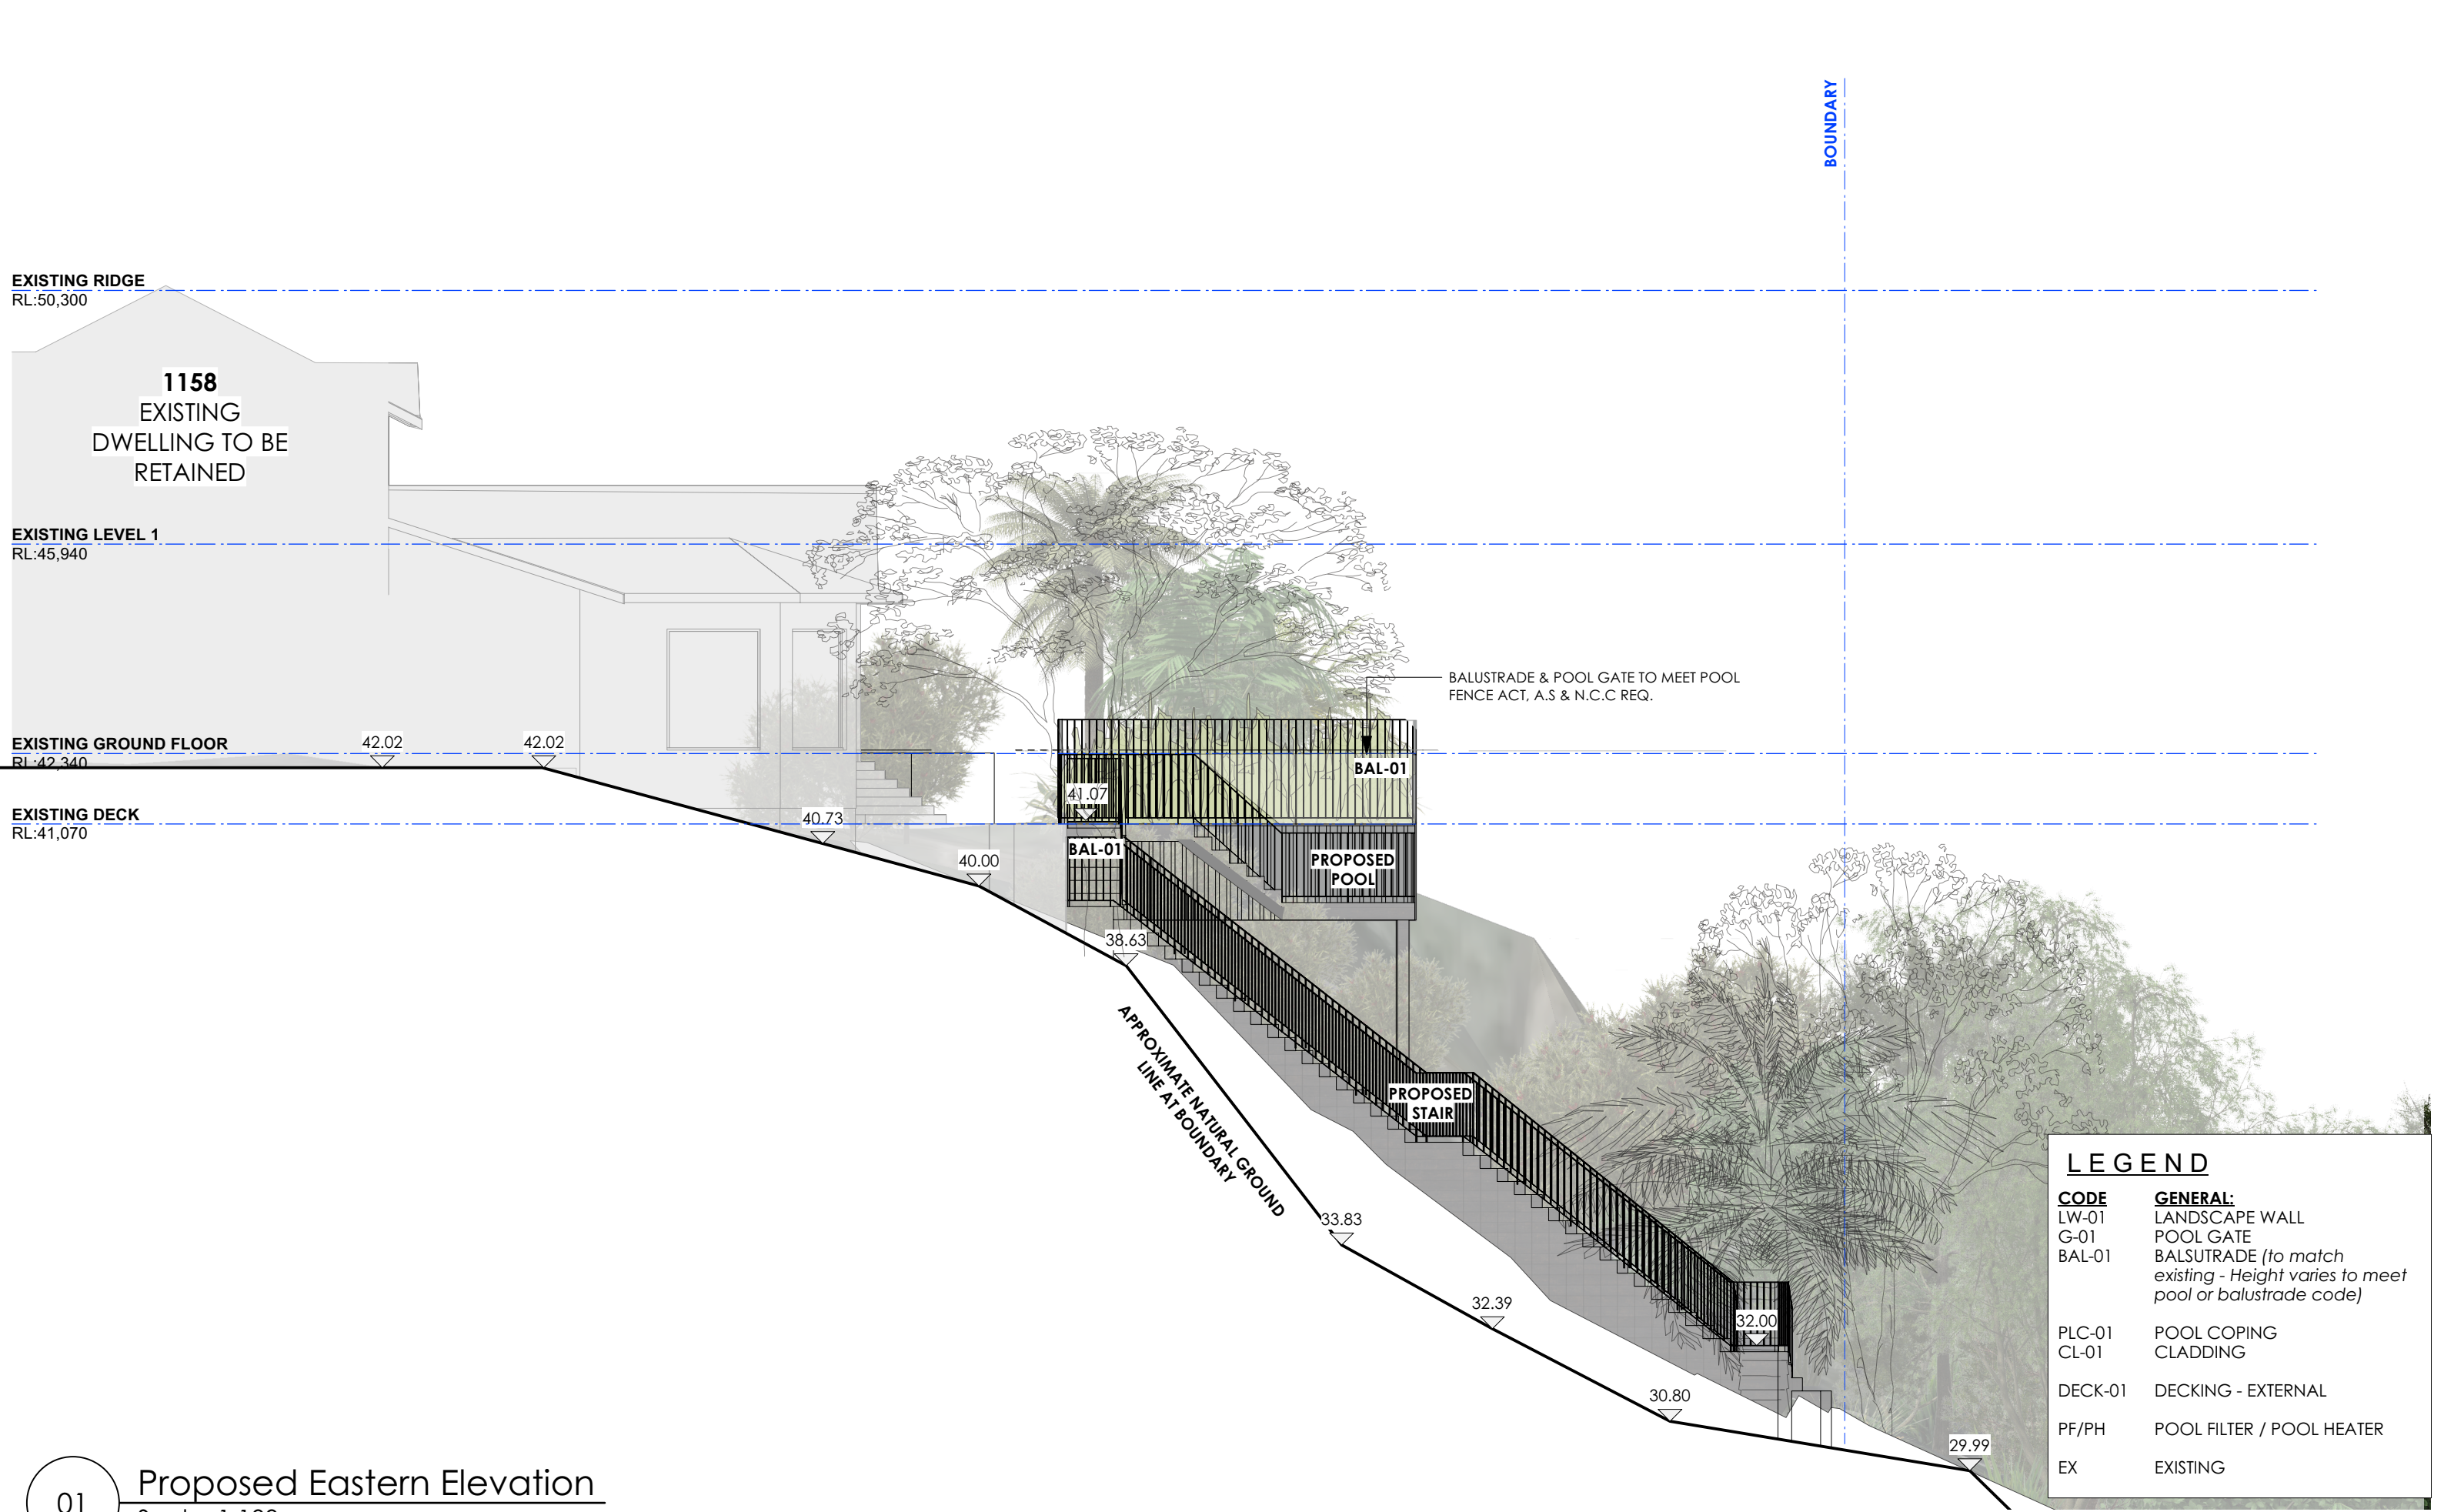 BOUNDARY
EXISTING RIDGE
RL:50,300
1158
EXISTING
DWELLING TO BE
RETAINED
EXISTING LEVEL 1
RL:45,940
BALUSTRADE & POOL GATE TO MEET POOL
FENCE ACT, A.S & N.C.C REQ.
EXISTING GROUND FLOOR
RL:42,340
42.02
42.02
BAL-01
41.07
EXISTING DECK
RL:41,070
40.73
BAL-01
40.00
PROPOSED
POOL
38.63
APPROXIMATE NATURAL GROUND
LINE AT BOUNDARY
PROPOSED
STAIR
33.83
32.39
32.00
30.80
29.99
LEGEND
CODE GENERAL:
LW-01 LANDSCAPE WALL
G-01 POOL GATE
BAL-01 BALSUTRADE (to match
existing - Height varies to meet
pool or balustrade code)
PLC-01 POOL COPING
CL-01 CLADDING
DECK-01 DECKING - EXTERNAL
PF/PH POOL FILTER / POOL HEATER
EX EXISTING
01 Proposed Eastern Elevation